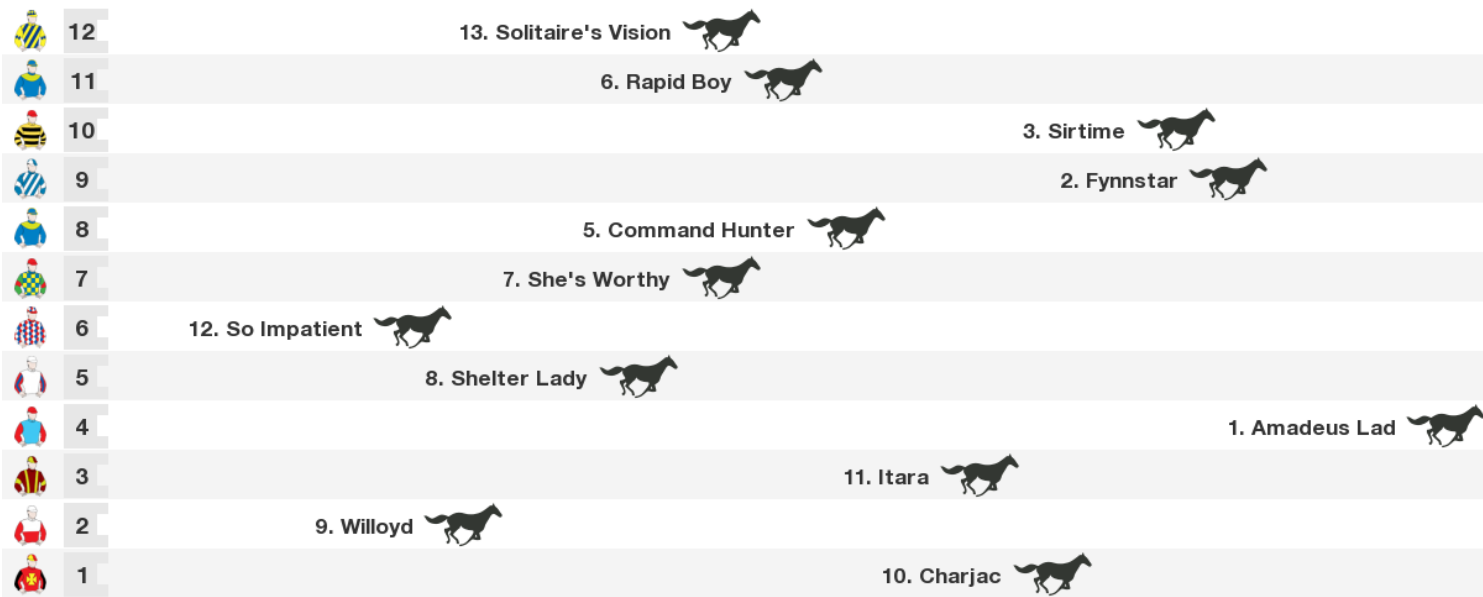 12 13. Solitaire's Vision
11 6. Rapid Boy
10 3. Sirtime
9 2. Fynnstar
8 5. Command Hunter
7 7. She's Worthy
6 12. So Impatient
5 8. Shelter Lady
4 1. Amadeus Lad
3 11. Itara
2 9. Willoyd
1 10. Charjac